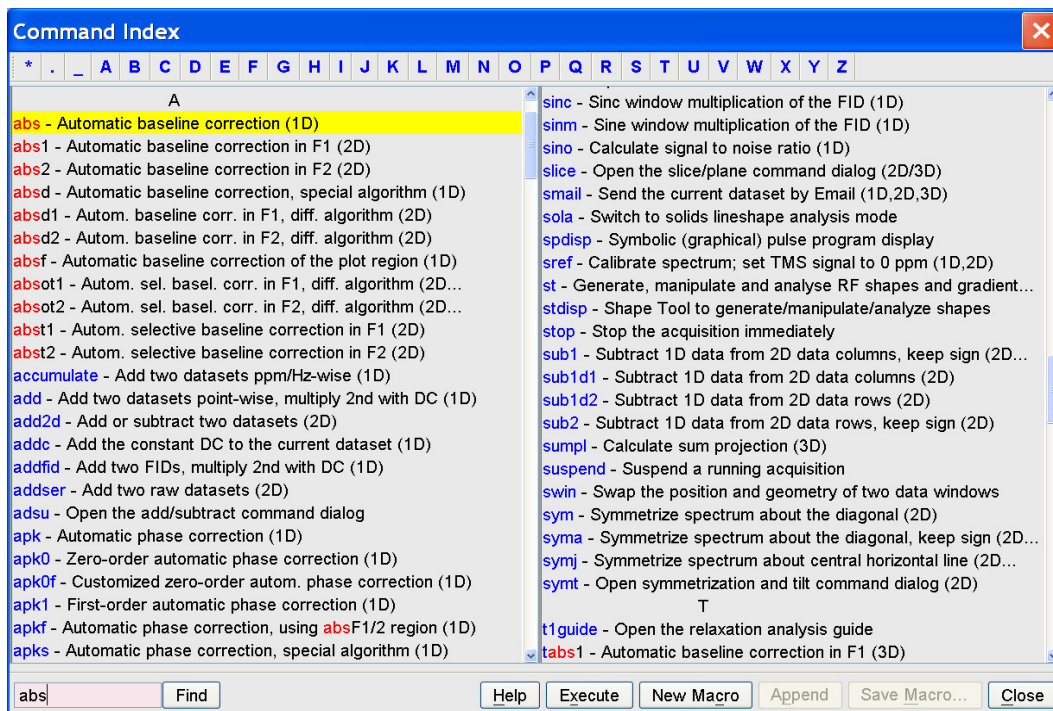 Command Index
* . _ A B C D E F G H I J K L M N O P Q R S T U V W X Y Z
A
abs - Automatic baseline correction (1D)
abs1 - Automatic baseline correction in F1 (2D)
abs2 - Automatic baseline correction in F2 (2D)
absd - Automatic baseline correction, special algorithm (1D)
absd1 - Autom. baseline corr. in F1, diff. algorithm (2D)
absd2 - Autom. baseline corr. in F2, diff. algorithm (2D)
absf - Automatic baseline correction of the plot region (1D)
absot1 - Autom. sel. basel. corr. in F1, diff. algorithm (2D...
absot2 - Autom. sel. basel. corr. in F2, diff. algorithm (2D...
abst1 - Autom. selective baseline correction in F1 (2D)
abst2 - Autom. selective baseline correction in F2 (2D)
accumulate - Add two datasets ppm/Hz-wise (1D)
add - Add two datasets point-wise, multiply 2nd with DC (1D)
add2d - Add or subtract two datasets (2D)
addc - Add the constant DC to the current dataset (1D)
addfid - Add two FIDs, multiply 2nd with DC (1D)
addser - Add two raw datasets (2D)
adsu - Open the add/subtract command dialog
apk - Automatic phase correction (1D)
apk0 - Zero-order automatic phase correction (1D)
apk0f - Customized zero-order autom. phase correction (1D)
apk1 - First-order automatic phase correction (1D)
apkf - Automatic phase correction, using absF1/2 region (1D)
apks - Automatic phase correction, special algorithm (1D)
sinc - Sinc window multiplication of the FID (1D)
sinm - Sine window multiplication of the FID (1D)
sino - Calculate signal to noise ratio (1D)
slice - Open the slice/plane command dialog (2D/3D)
smail - Send the current dataset by Email (1D,2D,3D)
sola - Switch to solids lineshape analysis mode
spdisp - Symbolic (graphical) pulse program display
sref - Calibrate spectrum; set TMS signal to 0 ppm (1D,2D)
st - Generate, manipulate and analyse RF shapes and gradient...
stdisp - Shape Tool to generate/manipulate/analyze shapes
stop - Stop the acquisition immediately
sub1 - Subtract 1D data from 2D data columns, keep sign (2D...
sub1d1 - Subtract 1D data from 2D data columns (2D)
sub1d2 - Subtract 1D data from 2D data rows (2D)
sub2 - Subtract 1D data from 2D data rows, keep sign (2D)
sumpl - Calculate sum projection (3D)
suspend - Suspend a running acquisition
swin - Swap the position and geometry of two data windows
sym - Symmetrize spectrum about the diagonal (2D)
syma - Symmetrize spectrum about the diagonal, keep sign (2D...
symj - Symmetrize spectrum about central horizontal line (2D...
symt - Open symmetrization and tilt command dialog (2D)
T
t1guide - Open the relaxation analysis guide
tabs1 - Automatic baseline correction in F1 (3D)
abs Find Help Execute New Macro Append Save Macro... Close